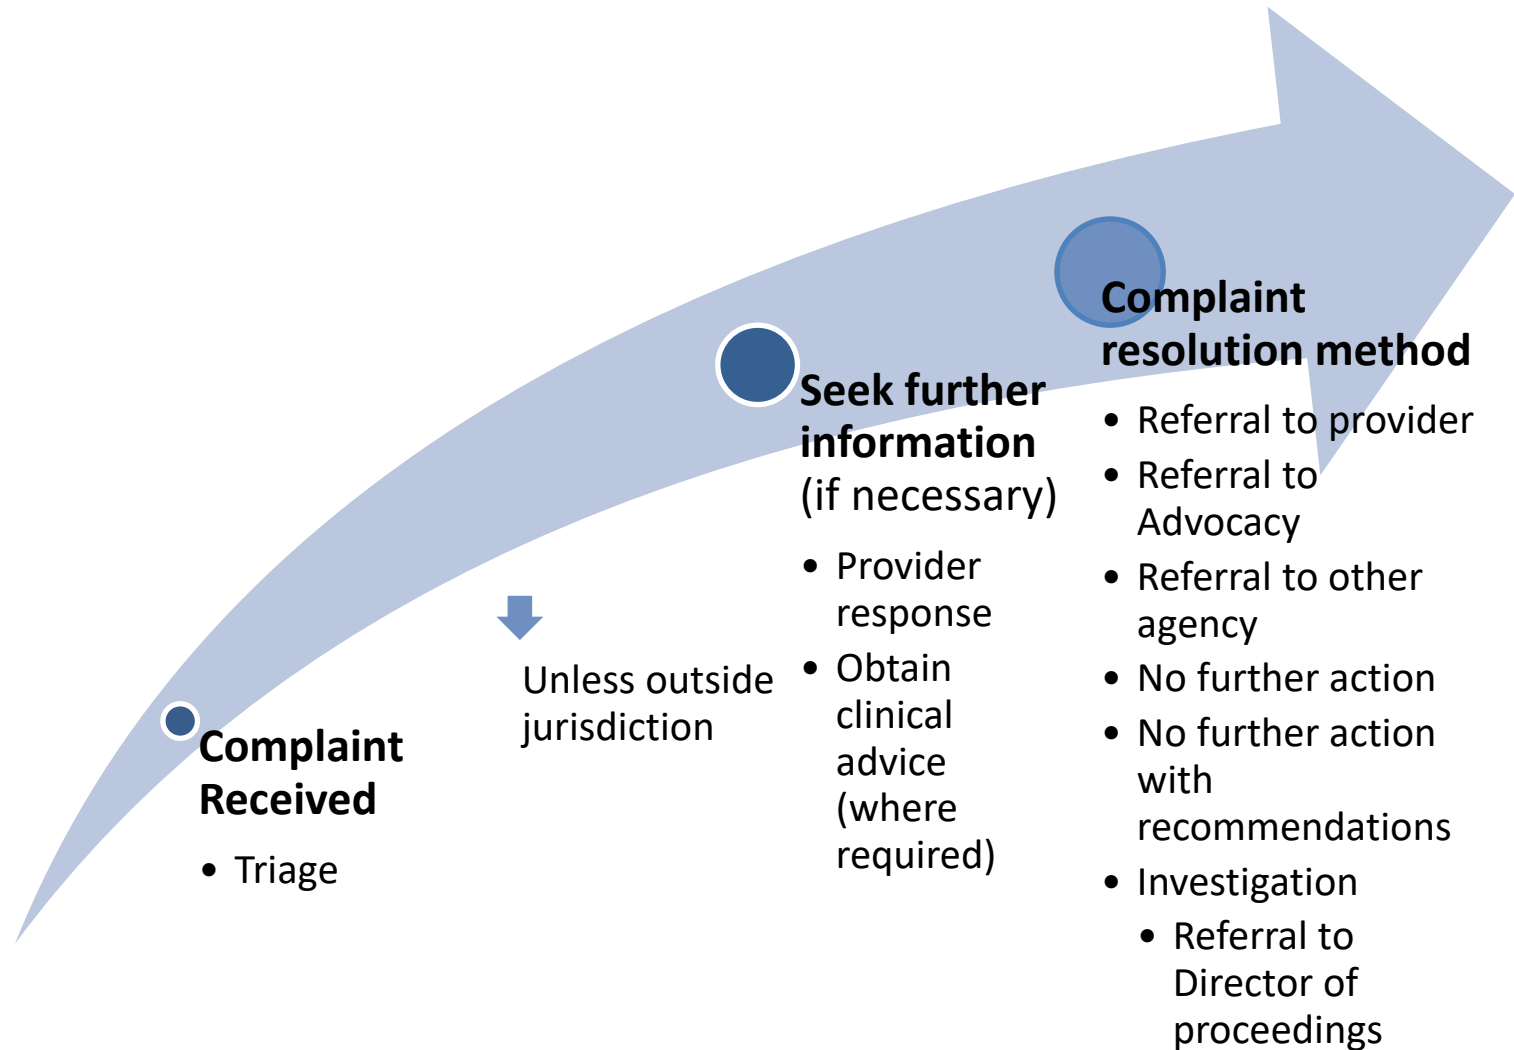 Complaint
Received
• Triage
Unless outside
jurisdiction
Seek further
information
(if necessary)
• Provider
response
• Obtain
clinical
advice
(where
required)
Complaint
resolution method
• Referral to provider
• Referral to
Advocacy
• Referral to other
agency
• No further action
• No further action
with
recommendations
• Investigation
• Referral to
Director of
proceedings